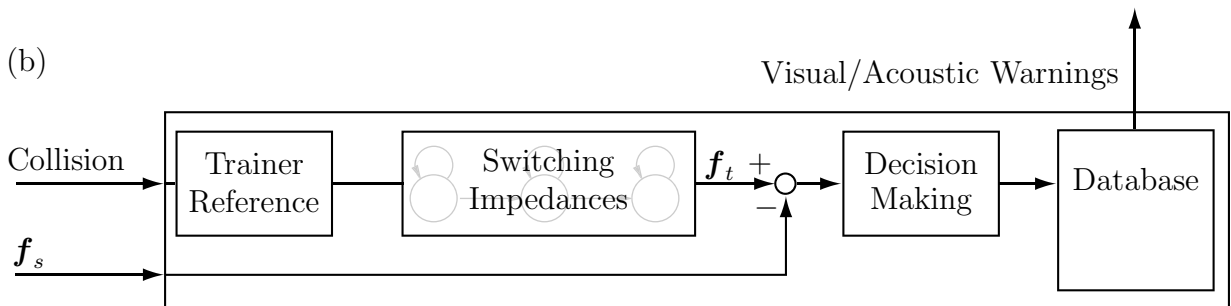 (b)
Visual/Acoustic Warnings
Collision
Trainer
Reference
Switching
Impedances
f_t +
−
Decision
Making
Database
f_s